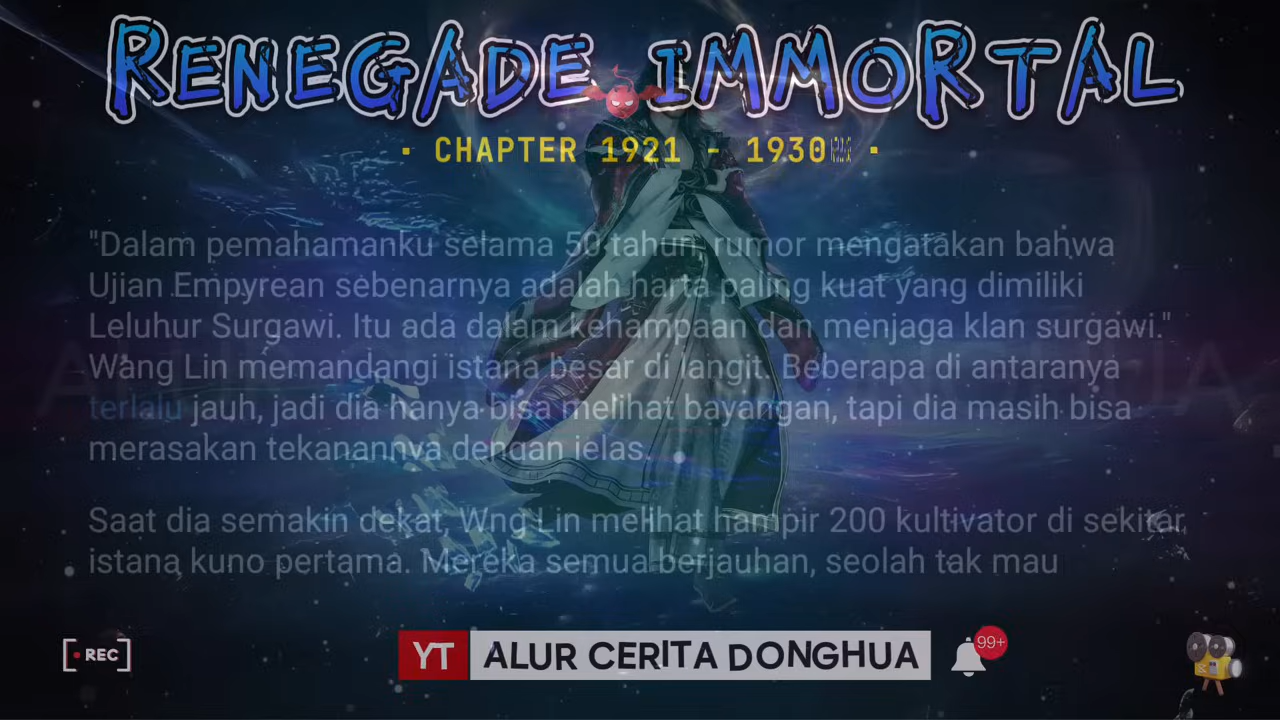 RENEGADE IMMORTAL
· CHAPTER 1921 - 1930 ·
"Dalam pemahamanku selama 50 tahun, rumor mengatakan bahwa
Ujian Empyrean sebenarnya adalah harta paling kuat yang dimiliki
Leluhur Surgawi. Itu ada dalam kehampaan dan menjaga klan surgawi."
Wang Lin memandangi istana besar di langit. Beberapa di antaranya
terlalu jauh, jadi dia hanya bisa melihat bayangan, tapi dia masih bisa
merasakan tekanannya dengan jelas.
Saat dia semakin dekat, Wng Lin melihat hampir 200 kultivator di sekitar
istana kuno pertama. Mereka semua berjauhan, seolah tak mau
REC
YT ALUR CERITA DONGHUA
99+